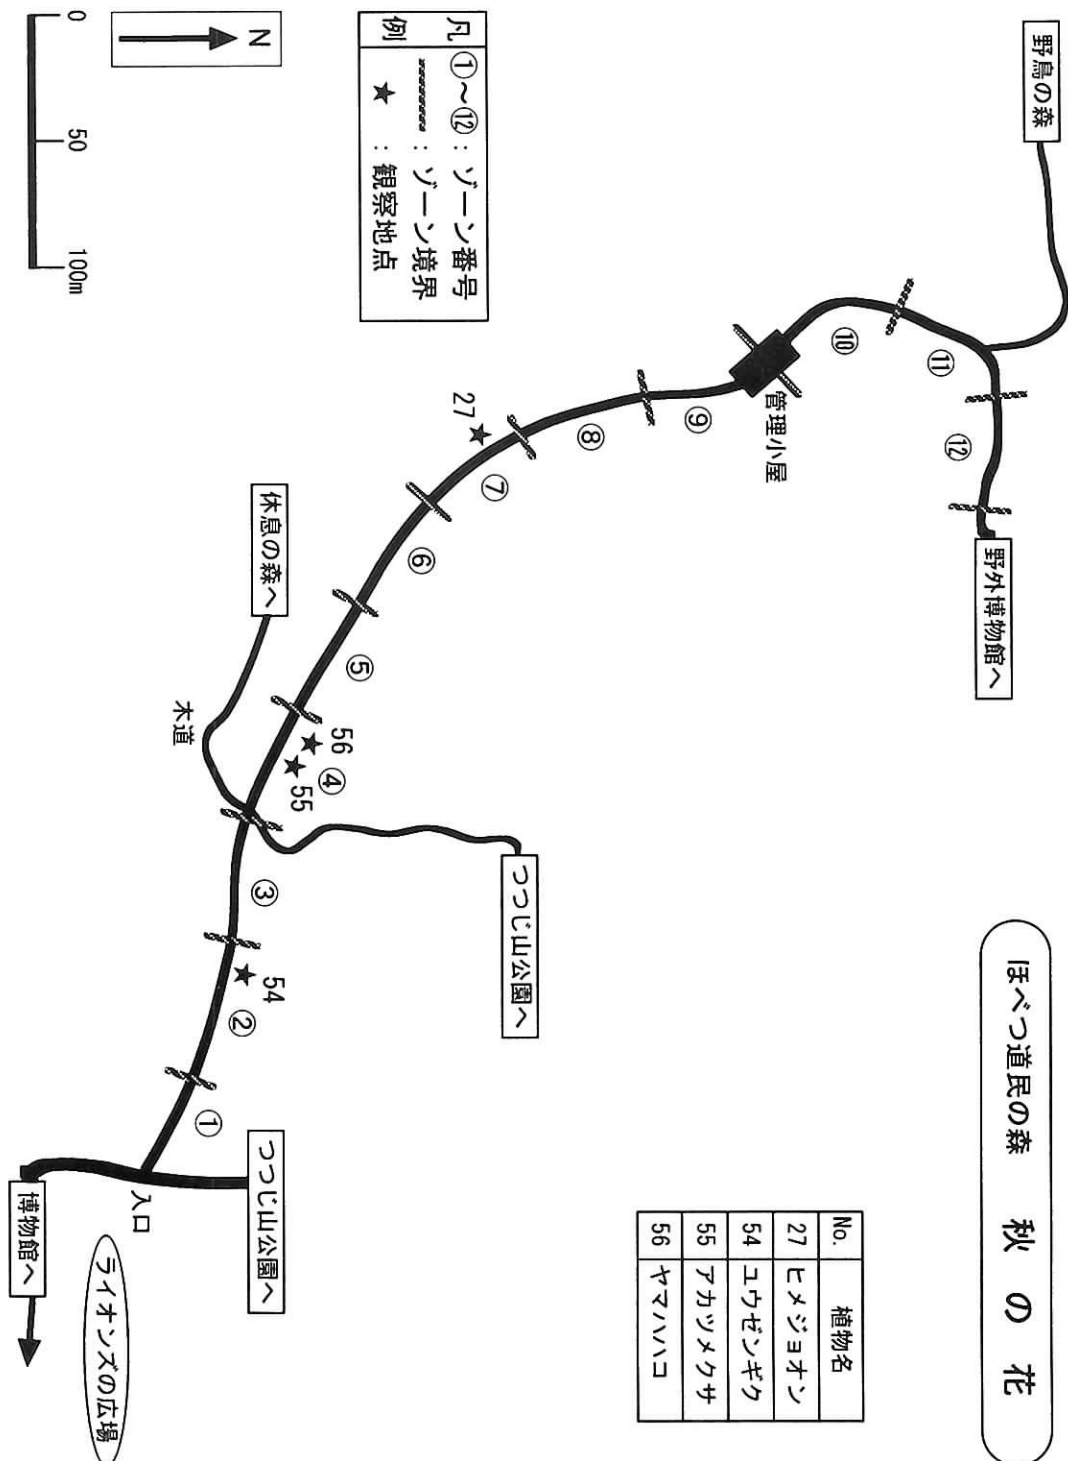 ほべつ道民の森　秋の花
No. 植物名
27 ヒメジョオン
54 ユウゼンギク
55 アカツメクサ
56 ヤマハハコ
野鳥の森
野外博物館へ
管理小屋
つつじ山公園へ
休息の森へ
木道
つつじ山公園へ
入口
博物館へ
ライオンズの広場
⑫
⑪
⑩
⑨
⑧
⑦
27
⑥
⑤
56
④
55
③
54
②
①
凡例
①～⑫：ゾーン番号
：ゾーン境界
★：観察地点
N
0 50 100m